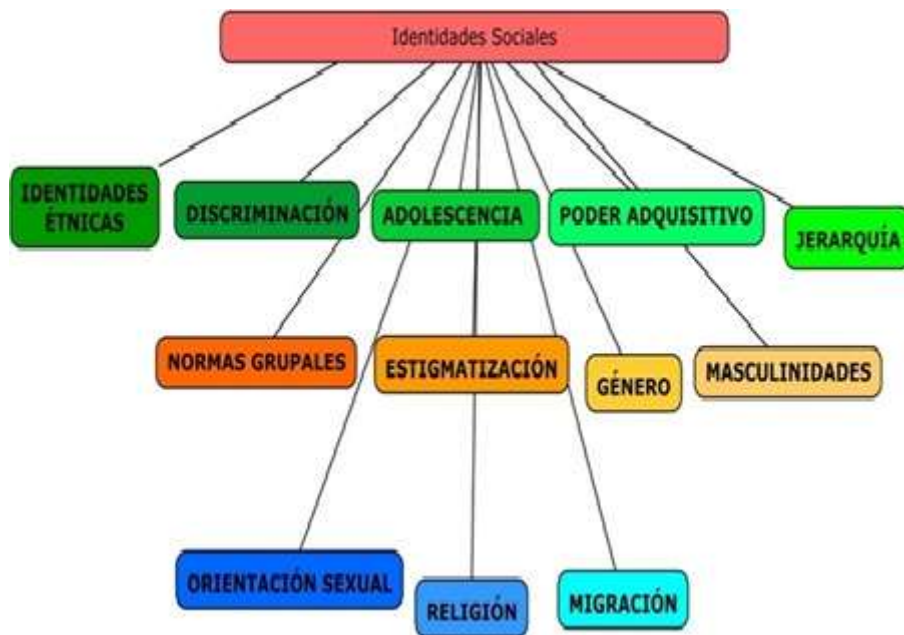 Identidades Sociales
IDENTIDADES
ÉTNICAS
DISCRIMINACIÓN
ADOLESCENCIA
PODER ADQUISITIVO
JERARQUÍA
NORMAS GRUPALES
ESTIGMATIZACIÓN
GÉNERO
MASCULINIDADES
ORIENTACIÓN SEXUAL
RELIGIÓN
MIGRACIÓN